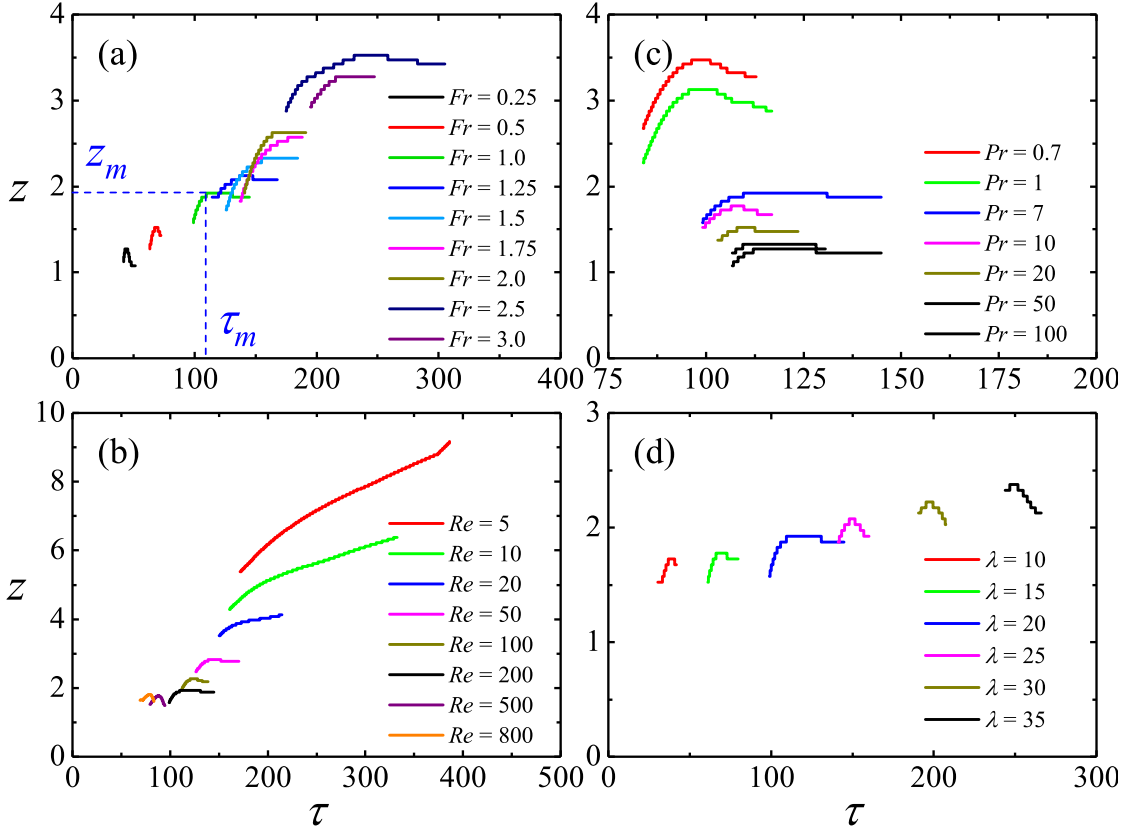 (a)
4
3
2
1
0
z
z_m
τ_m
Fr = 0.25
Fr = 0.5
Fr = 1.0
Fr = 1.25
Fr = 1.5
Fr = 1.75
Fr = 2.0
Fr = 2.5
Fr = 3.0
0 100 200 300 400
(c)
4
3
2
1
0
Pr = 0.7
Pr = 1
Pr = 7
Pr = 10
Pr = 20
Pr = 50
Pr = 100
75 100 125 150 175 200
(b)
10
8
6
4
2
0
z
Re = 5
Re = 10
Re = 20
Re = 50
Re = 100
Re = 200
Re = 500
Re = 800
0 100 200 300 400 500
τ
(d)
3
2
1
0
λ = 10
λ = 15
λ = 20
λ = 25
λ = 30
λ = 35
0 100 200 300
τ